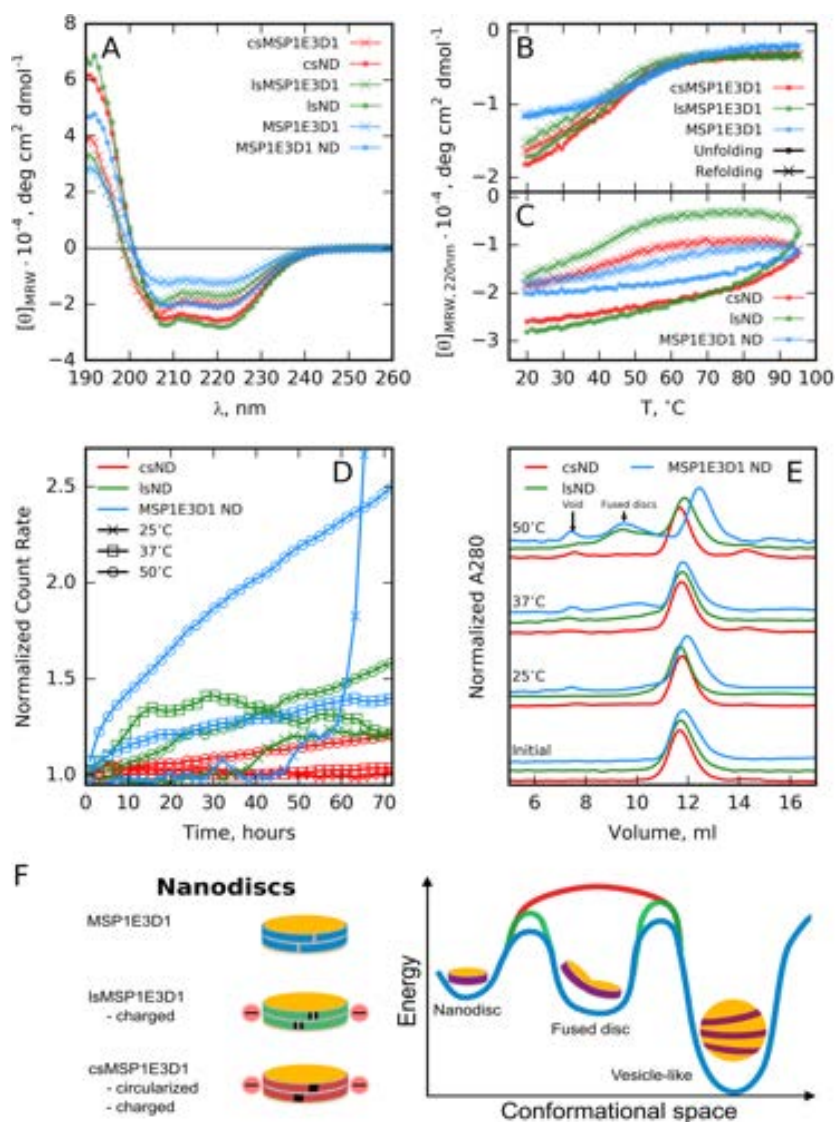 A
csMSP1E3D1
csND
lsMSP1E3D1
lsND
MSP1E3D1
MSP1E3D1 ND
8
6
4
2
0
−2
−4
[θ]MRW · 10-4 , deg cm2 dmol-1
190 200 210 220 230 240 250 260
λ, nm
B
csMSP1E3D1
lsMSP1E3D1
MSP1E3D1
Unfolding
Refolding
0
−1
−2
C
csND
lsND
MSP1E3D1 ND
0
−1
−2
−3
[θ]MRW, 220nm · 10-4
20 30 40 50 60 70 80 90 100
T, ˚C
D
csND
lsND
MSP1E3D1 ND
25˚C
37˚C
50˚C
2.5
2.0
1.5
1.0
Normalized Count Rate
0 10 20 30 40 50 60 70
Time, hours
E
csND
lsND
MSP1E3D1 ND
Void
Fused discs
50˚C
37˚C
25˚C
Initial
Normalized A280
6 8 10 12 14 16
Volume, ml
F
Nanodiscs
MSP1E3D1
lsMSP1E3D1
- charged
csMSP1E3D1
- circularized
- charged
Energy
Nanodisc
Fused disc
Vesicle-like
Conformational space